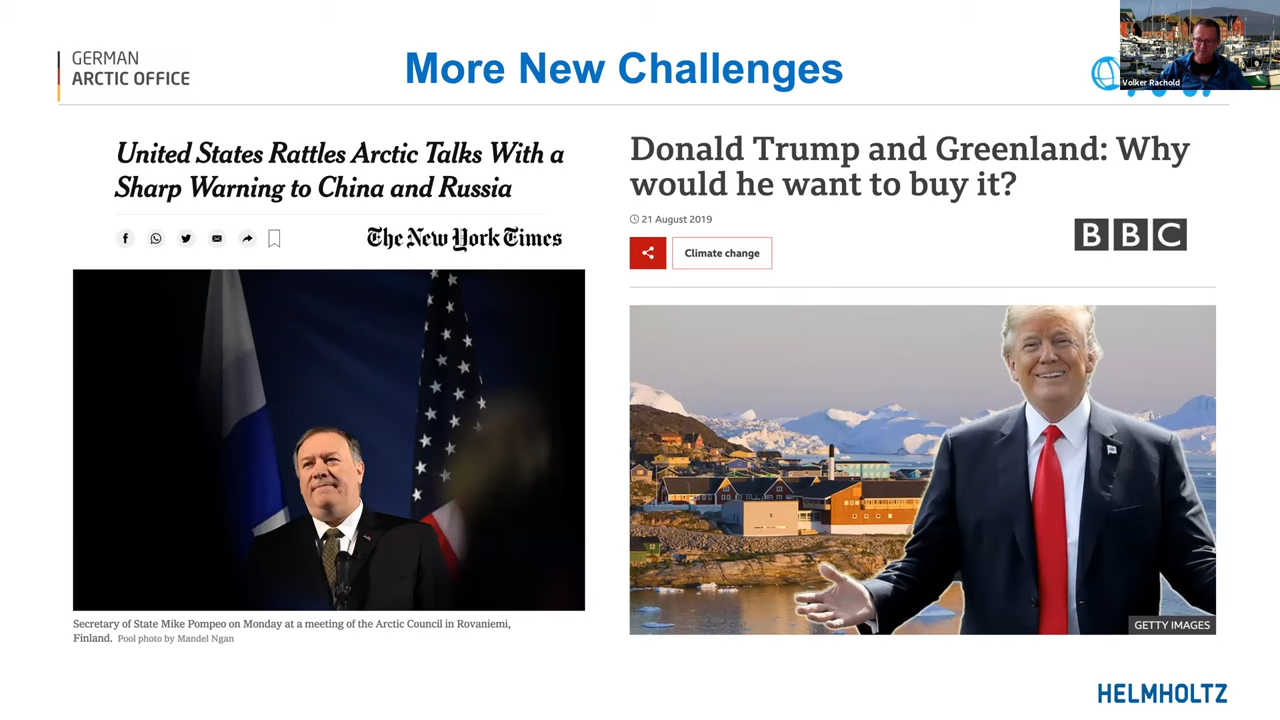 GERMAN
ARCTIC OFFICE
More New Challenges
Volker Rachold
United States Rattles Arctic Talks With a
Sharp Warning to China and Russia
The New York Times
Secretary of State Mike Pompeo on Monday at a meeting of the Arctic Council in Rovaniemi,
Finland. Pool photo by Mandel Ngan
Donald Trump and Greenland: Why
would he want to buy it?
21 August 2019
BBC
Climate change
GETTY IMAGES
HELMHOLTZ